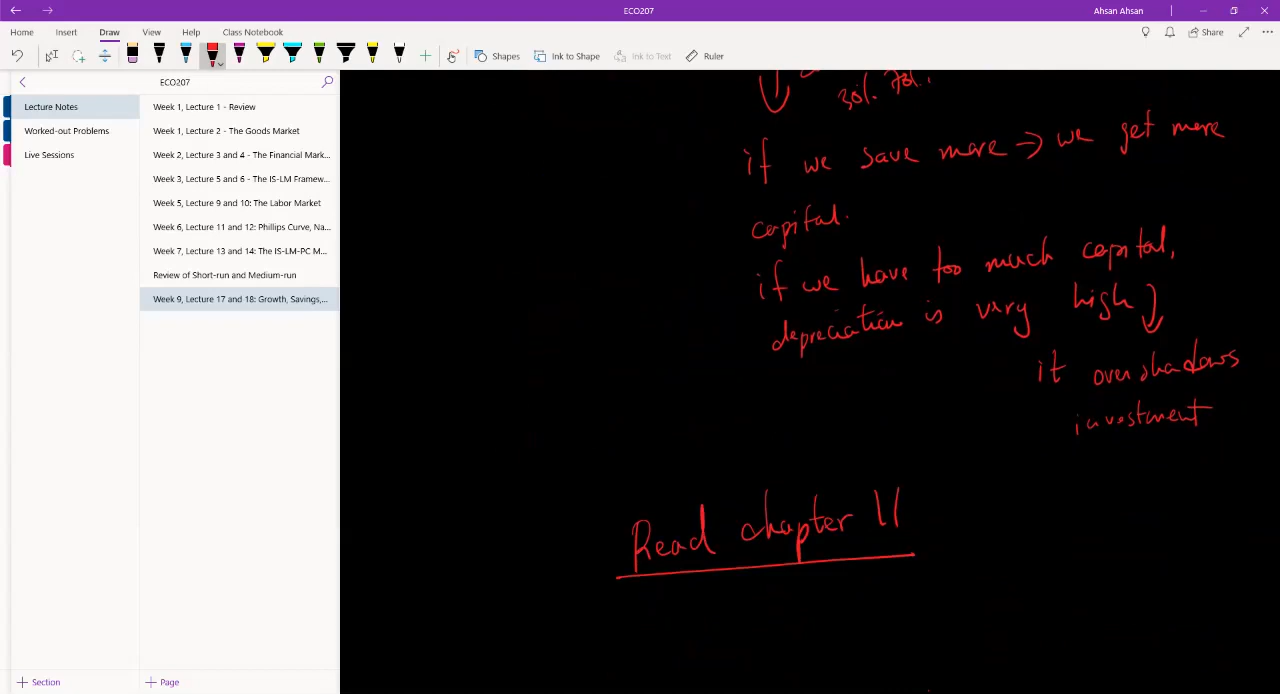 ECO207
Ahsan Ahsan
Home Insert Draw View Help Class Notebook
Share
Shapes Ink to Shape Ink to Text Ruler
ECO207
Lecture Notes
Worked-out Problems
Live Sessions
Week 1, Lecture 1 - Review
Week 1, Lecture 2 - The Goods Market
Week 2, Lecture 3 and 4 - The Financial Mark...
Week 3, Lecture 5 and 6 - The IS-LM Framew...
Week 5, Lecture 9 and 10: The Labor Market
Week 6, Lecture 11 and 12: Phillips Curve, Na...
Week 7, Lecture 13 and 14: The IS-LM-PC M...
Review of Short-run and Medium-run
Week 9, Lecture 17 and 18: Growth, Savings,...
Section
Page
30%. 70%.
if we save more → we get more
capital.
if we have too much capital,
depreciation is very high
it overshadows
investment
Read chapter 11